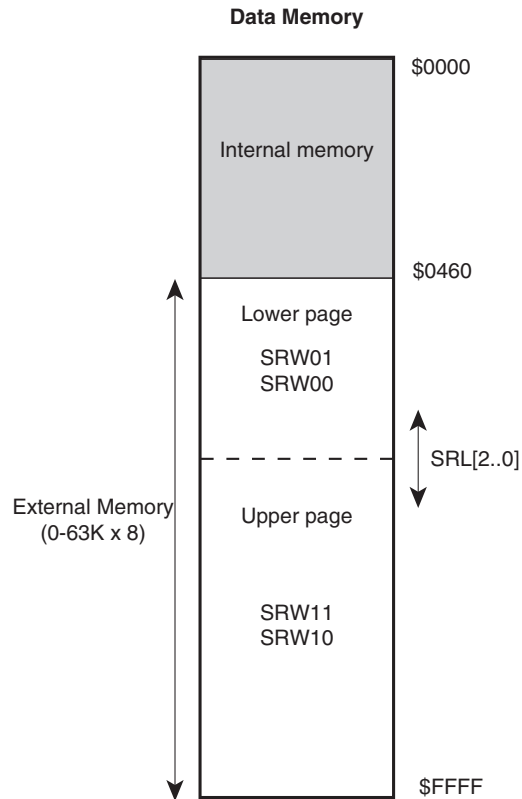 Data Memory
$0000
Internal memory
$0460
Lower page
SRW01
SRW00
SRL[2..0]
External Memory
(0-63K x 8)
Upper page
SRW11
SRW10
$FFFF